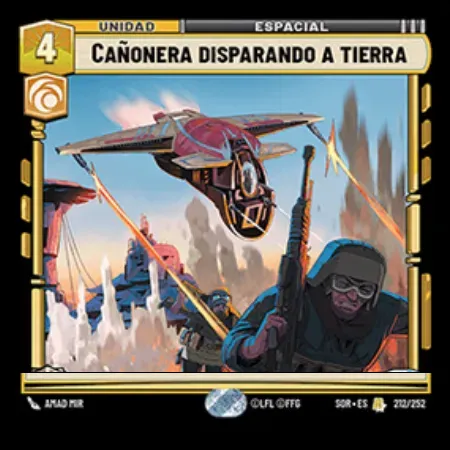 UNIDAD ESPACIAL
4 CAÑONERA DISPARANDO A TIERRA
AMAD MIR ©LFL ©FFG SOR • ES 212/252